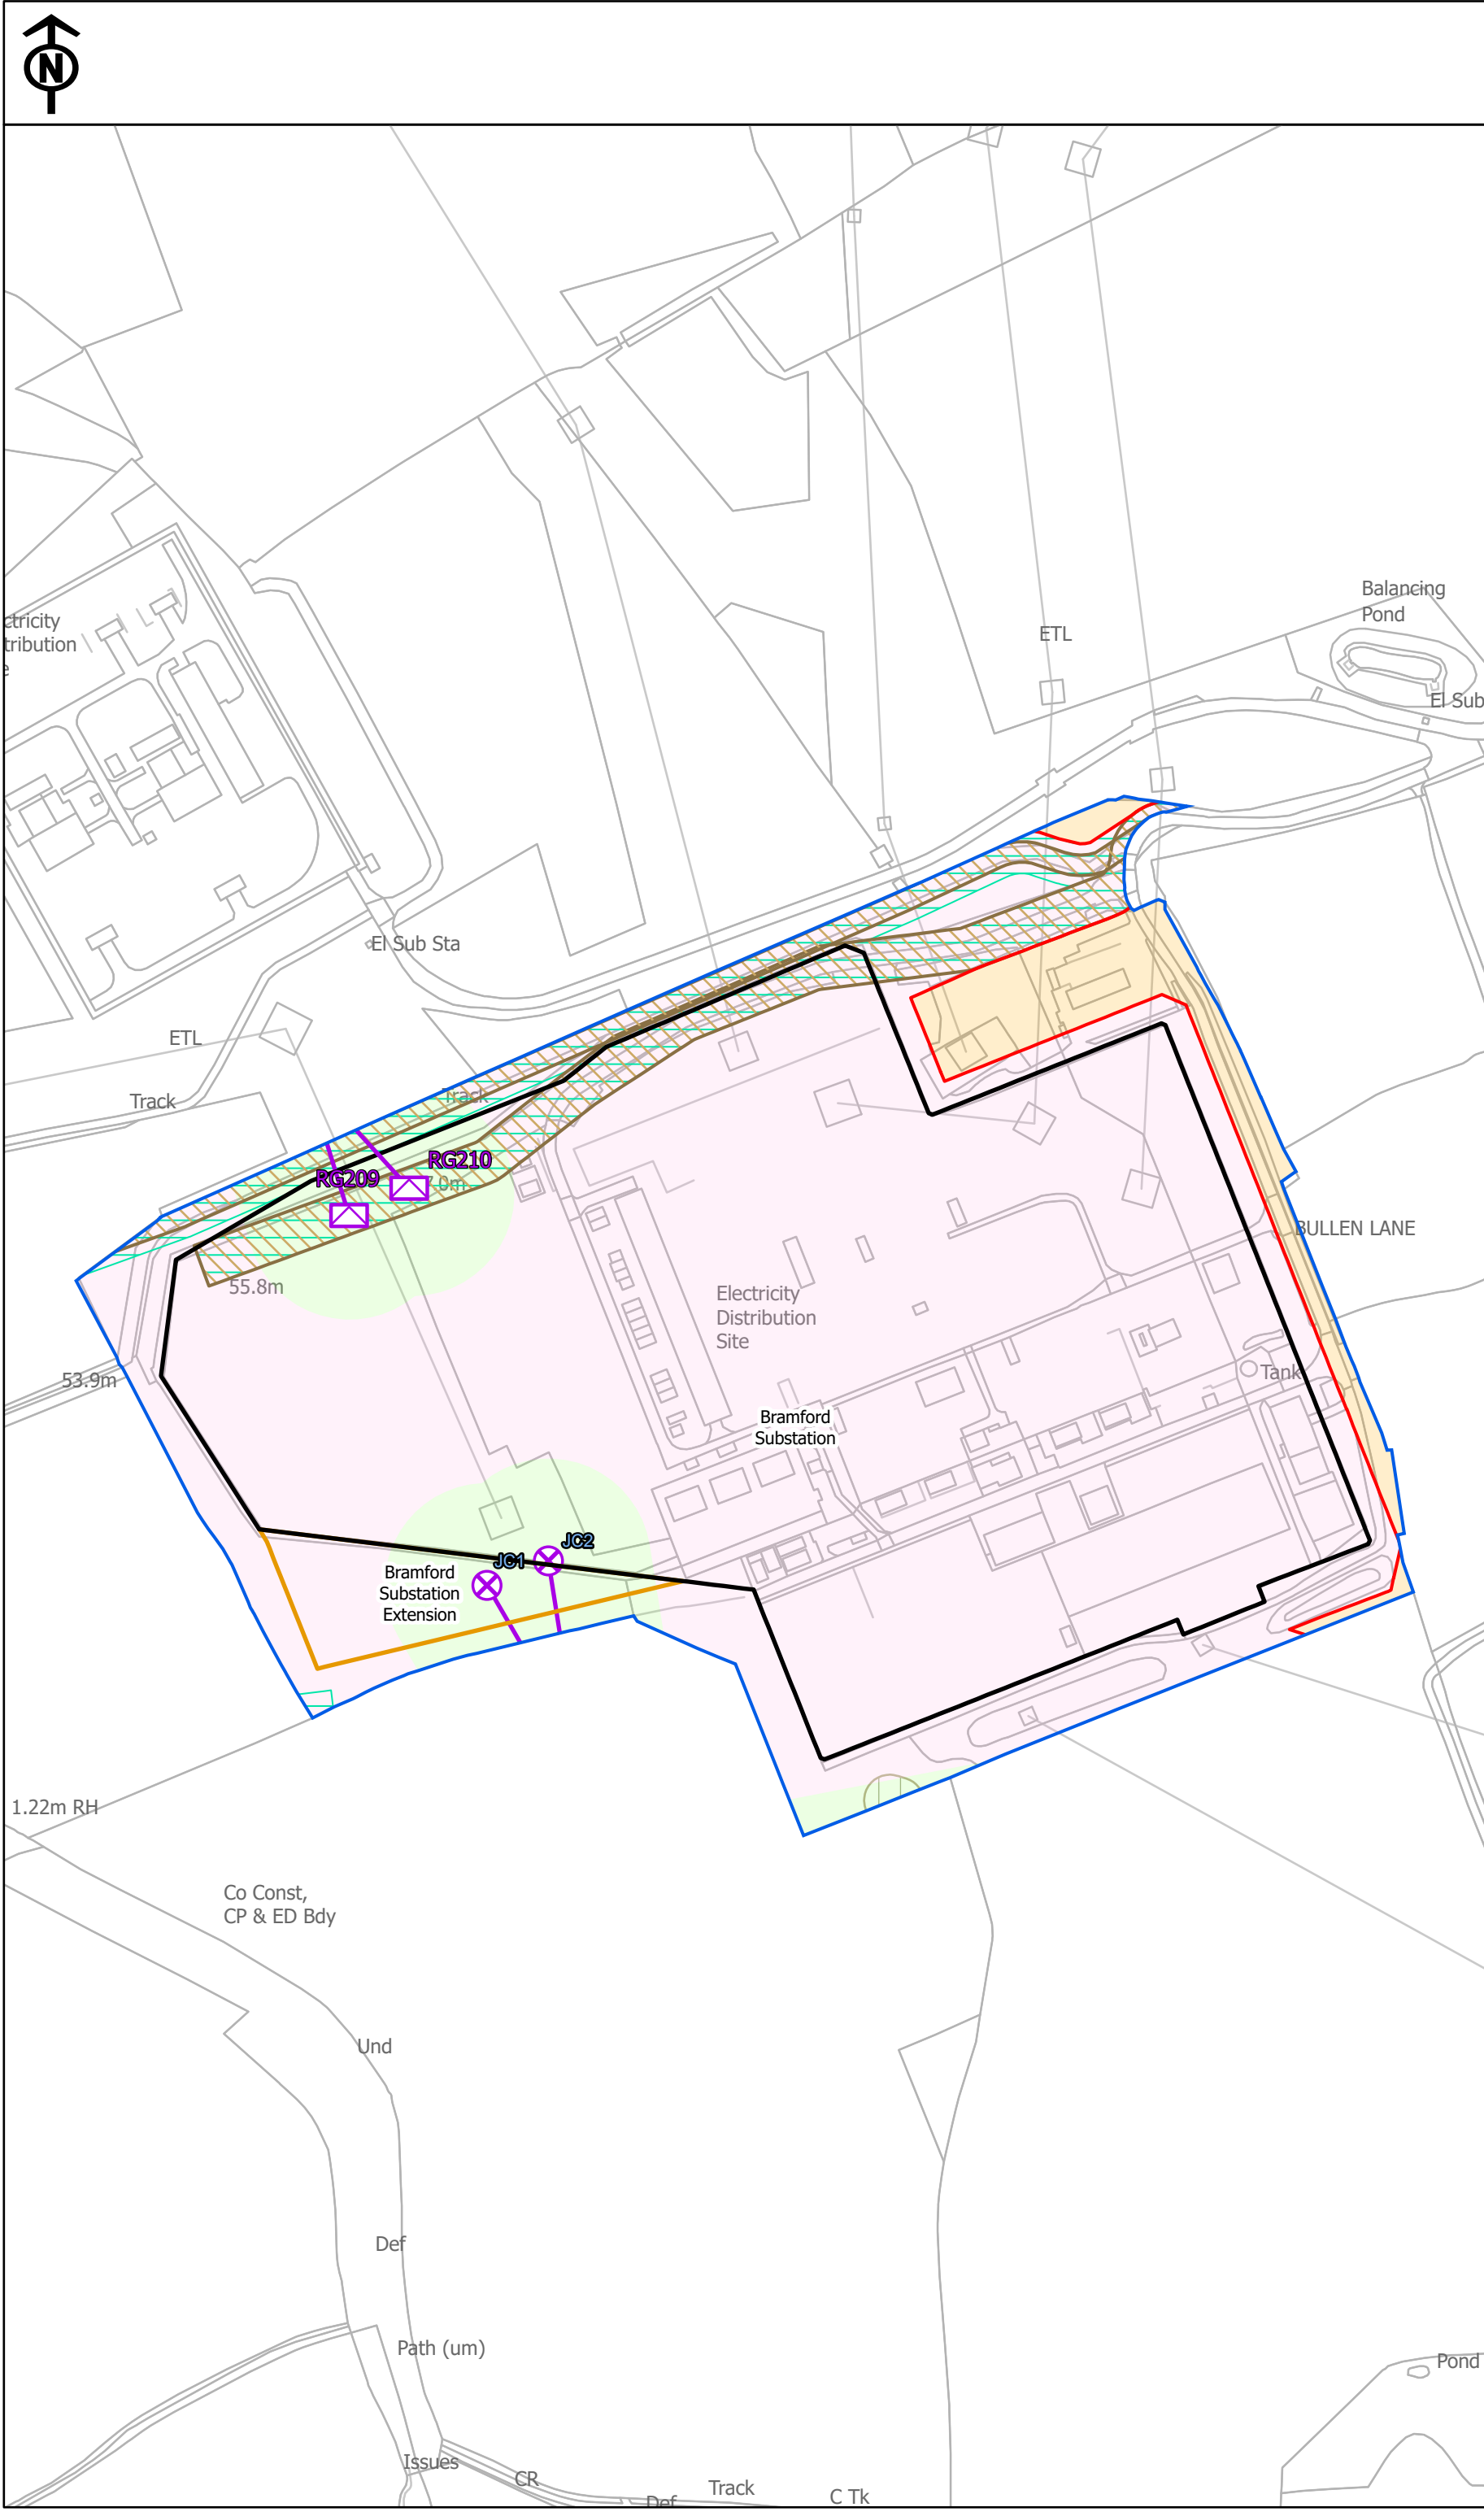 N
Balancing
Pond
ctricity
tribution
e
ETL
El Sub
El Sub Sta
ETL
Track
Track
RG210
RG209
7.0m
BULLEN LANE
55.8m
Electricity
Distribution
Site
53.9m
Tank
Bramford
Substation
JC2
JC1
Bramford
Substation
Extension
1.22m RH
Co Const,
CP & ED Bdy
Und
Def
Path (um)
Pond
Issues
CR
Track
C Tk
Def